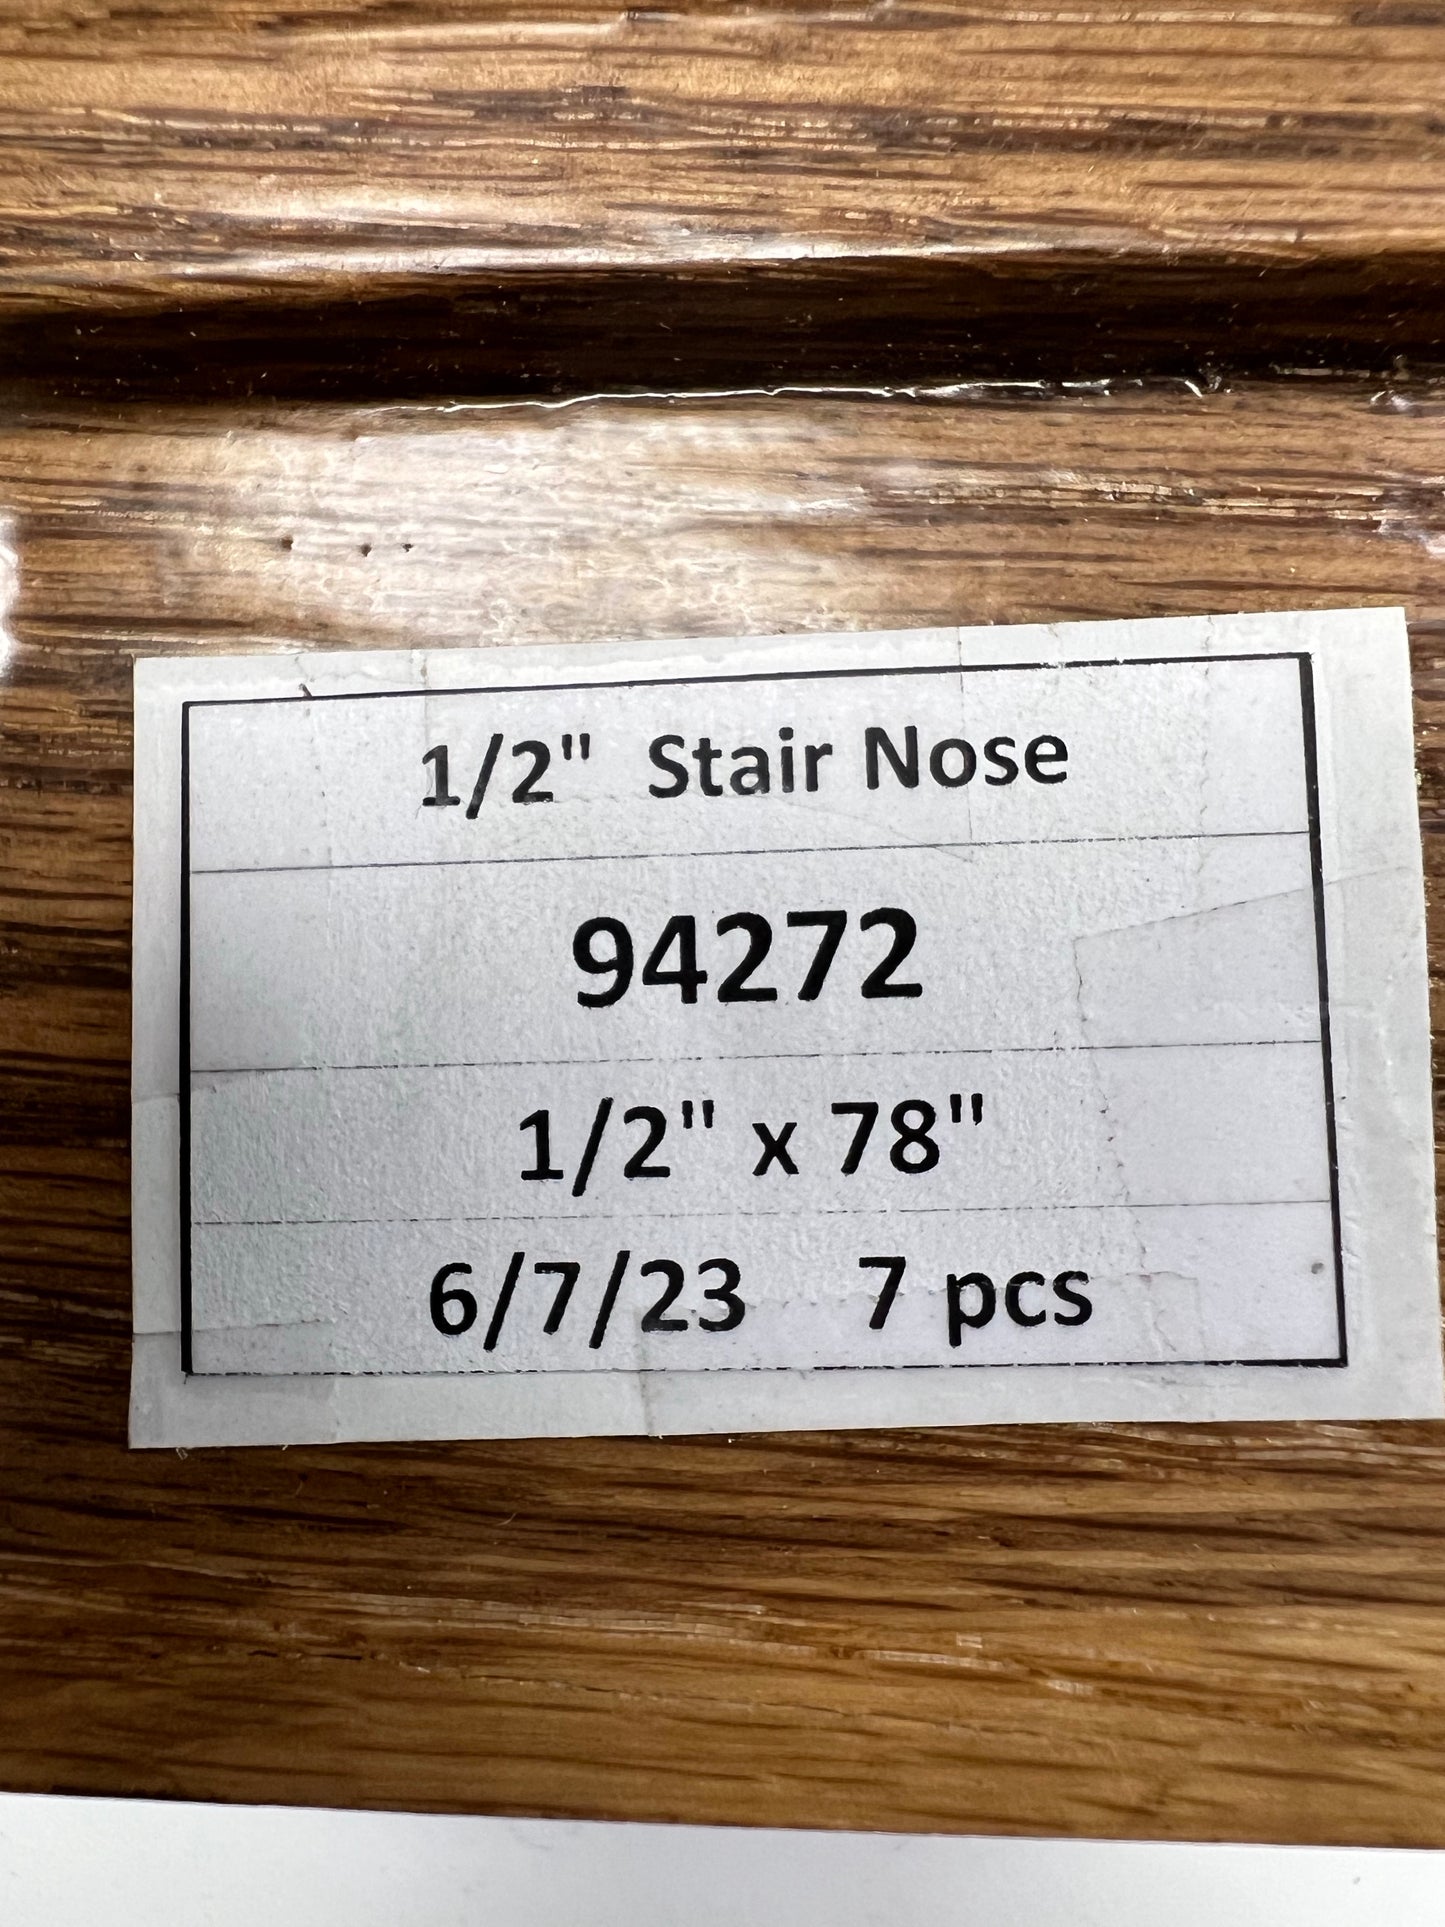 1/2" Stair Nose
94272
1/2" x 78"
6/7/23 7 pcs